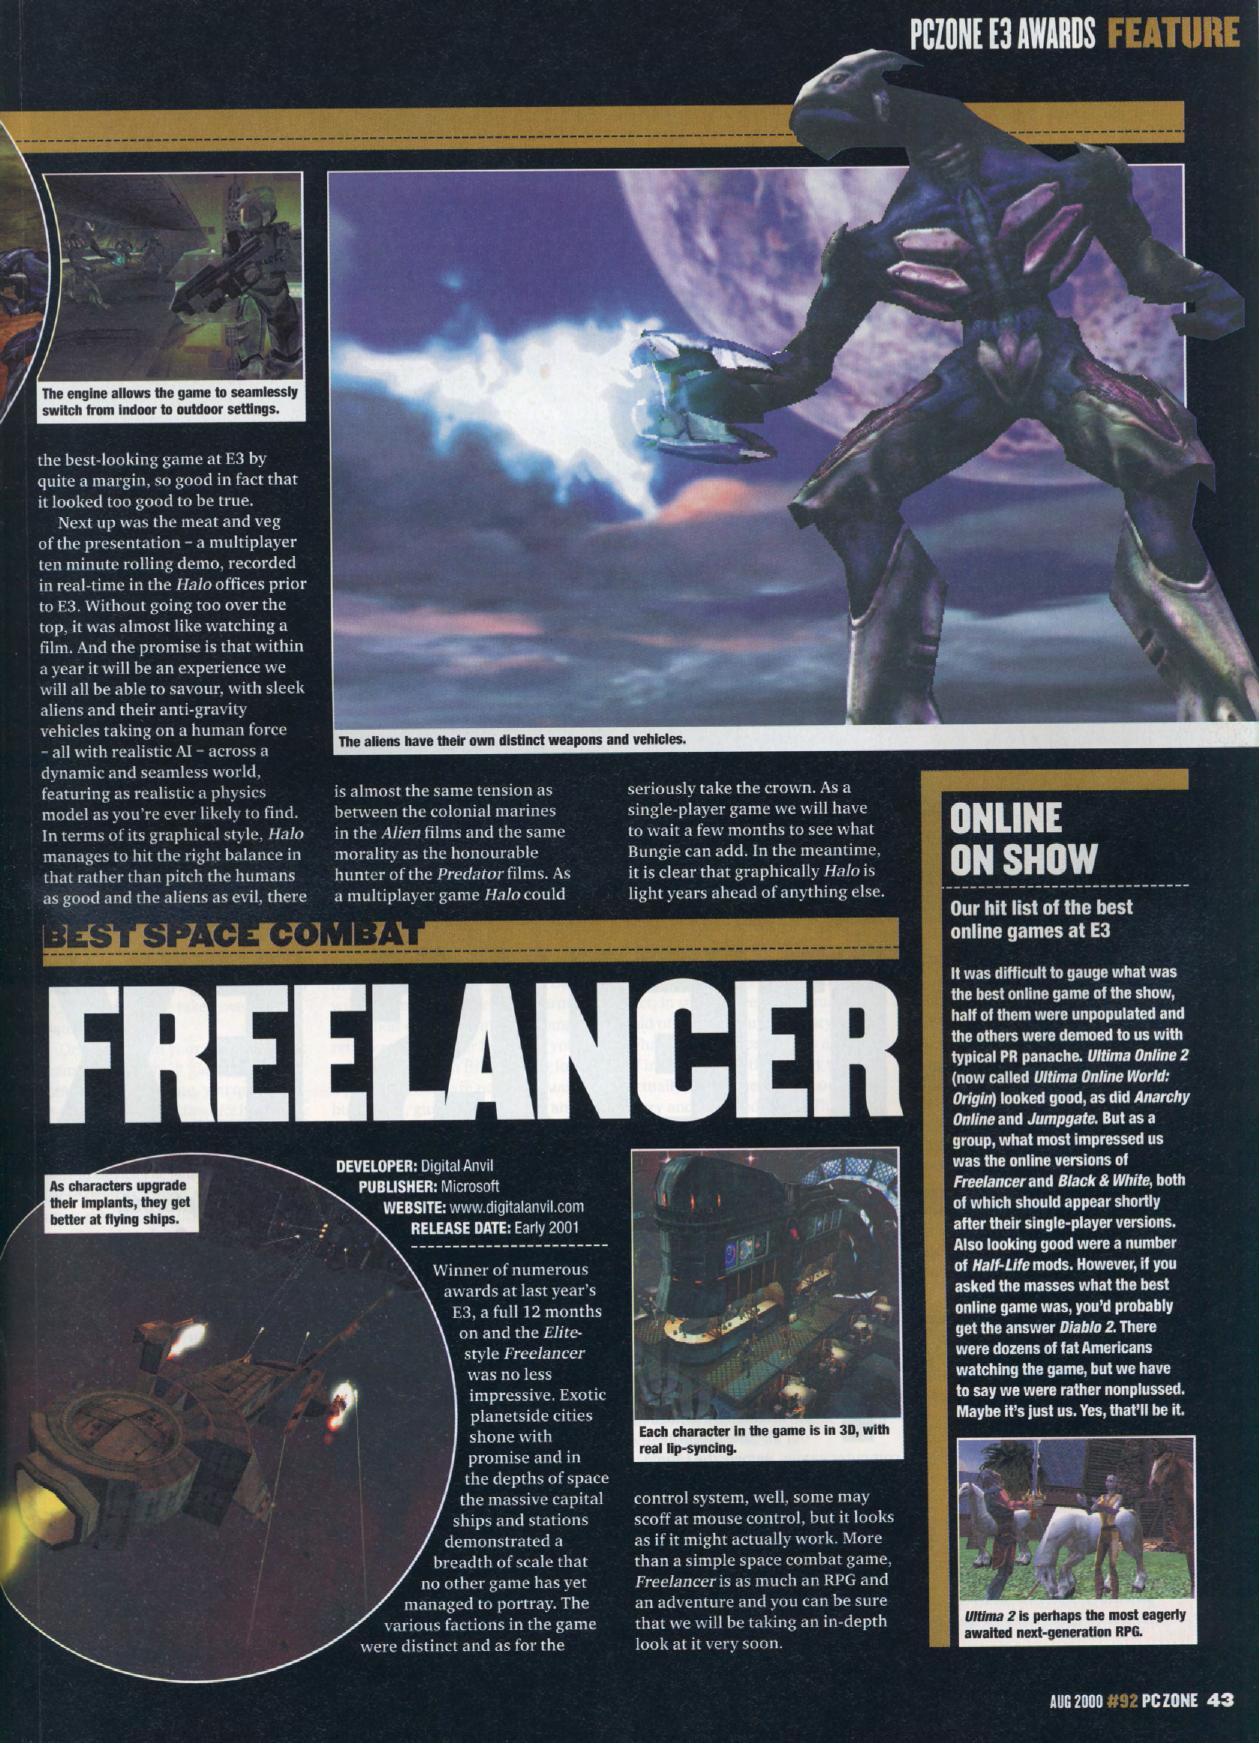 PCZONE E3 AWARDS FEATURE
The engine allows the game to seamlessly
switch from indoor to outdoor settings.
the best-looking game at E3 by
quite a margin, so good in fact that
it looked too good to be true.
Next up was the meat and veg
of the presentation – a multiplayer
ten minute rolling demo, recorded
in real-time in the Halo offices prior
to E3. Without going too over the
top, it was almost like watching a
film. And the promise is that within
a year it will be an experience we
will all be able to savour, with sleek
aliens and their anti-gravity
vehicles taking on a human force
– all with realistic AI – across a
dynamic and seamless world,
featuring as realistic a physics
model as you're ever likely to find.
In terms of its graphical style, Halo
manages to hit the right balance in
that rather than pitch the humans
as good and the aliens as evil, there
The aliens have their own distinct weapons and vehicles.
is almost the same tension as
between the colonial marines
in the Alien films and the same
morality as the honourable
hunter of the Predator films. As
a multiplayer game Halo could
seriously take the crown. As a
single-player game we will have
to wait a few months to see what
Bungie can add. In the meantime,
it is clear that graphically Halo is
light years ahead of anything else.
BEST SPACE COMBAT
FREELANCER
As characters upgrade
their implants, they get
better at flying ships.
DEVELOPER: Digital Anvil
PUBLISHER: Microsoft
WEBSITE: www.digitalanvil.com
RELEASE DATE: Early 2001
Winner of numerous
awards at last year's
E3, a full 12 months
on and the Elite-
style Freelancer
was no less
impressive. Exotic
planetside cities
shone with
promise and in
the depths of space
the massive capital
ships and stations
demonstrated a
breadth of scale that
no other game has yet
managed to portray. The
various factions in the game
were distinct and as for the
Each character in the game is in 3D, with
real lip-syncing.
control system, well, some may
scoff at mouse control, but it looks
as if it might actually work. More
than a simple space combat game,
Freelancer is as much an RPG and
an adventure and you can be sure
that we will be taking an in-depth
look at it very soon.
ONLINE
ON SHOW
Our hit list of the best
online games at E3
It was difficult to gauge what was
the best online game of the show,
half of them were unpopulated and
the others were demoed to us with
typical PR panache. Ultima Online 2
(now called Ultima Online World:
Origin) looked good, as did Anarchy
Online and Jumpgate. But as a
group, what most impressed us
was the online versions of
Freelancer and Black & White, both
of which should appear shortly
after their single-player versions.
Also looking good were a number
of Half-Life mods. However, if you
asked the masses what the best
online game was, you'd probably
get the answer Diablo 2. There
were dozens of fat Americans
watching the game, but we have
to say we were rather nonplussed.
Maybe it's just us. Yes, that'll be it.
Ultima 2 is perhaps the most eagerly
awaited next-generation RPG.
AUG 2000 #92 PC ZONE 43